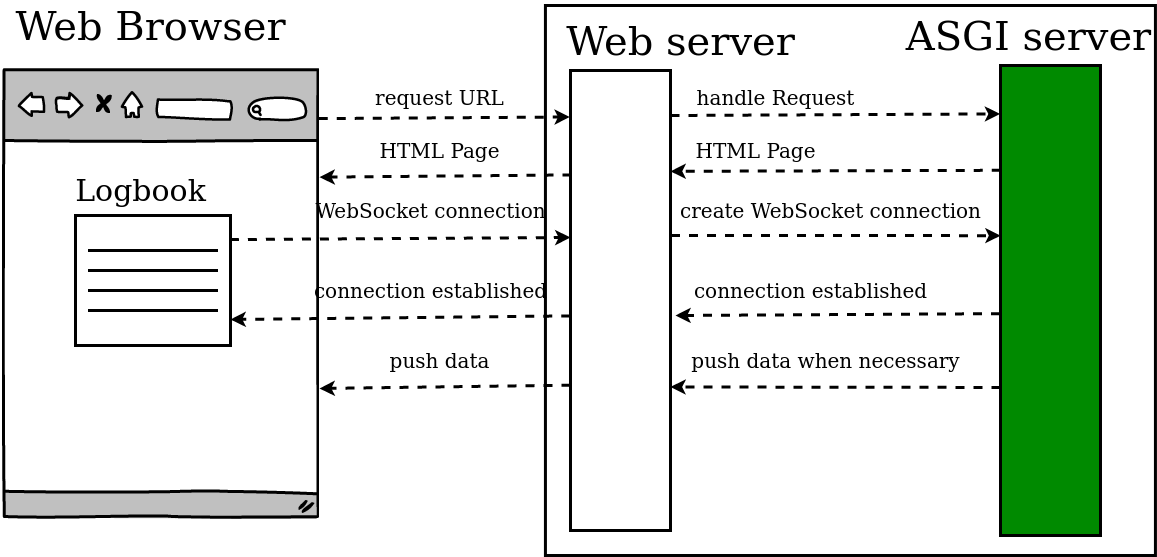 Web Browser
Web server
ASGI server
request URL
handle Request
HTML Page
HTML Page
Logbook
WebSocket connection
create WebSocket connection
connection established
connection established
push data
push data when necessary